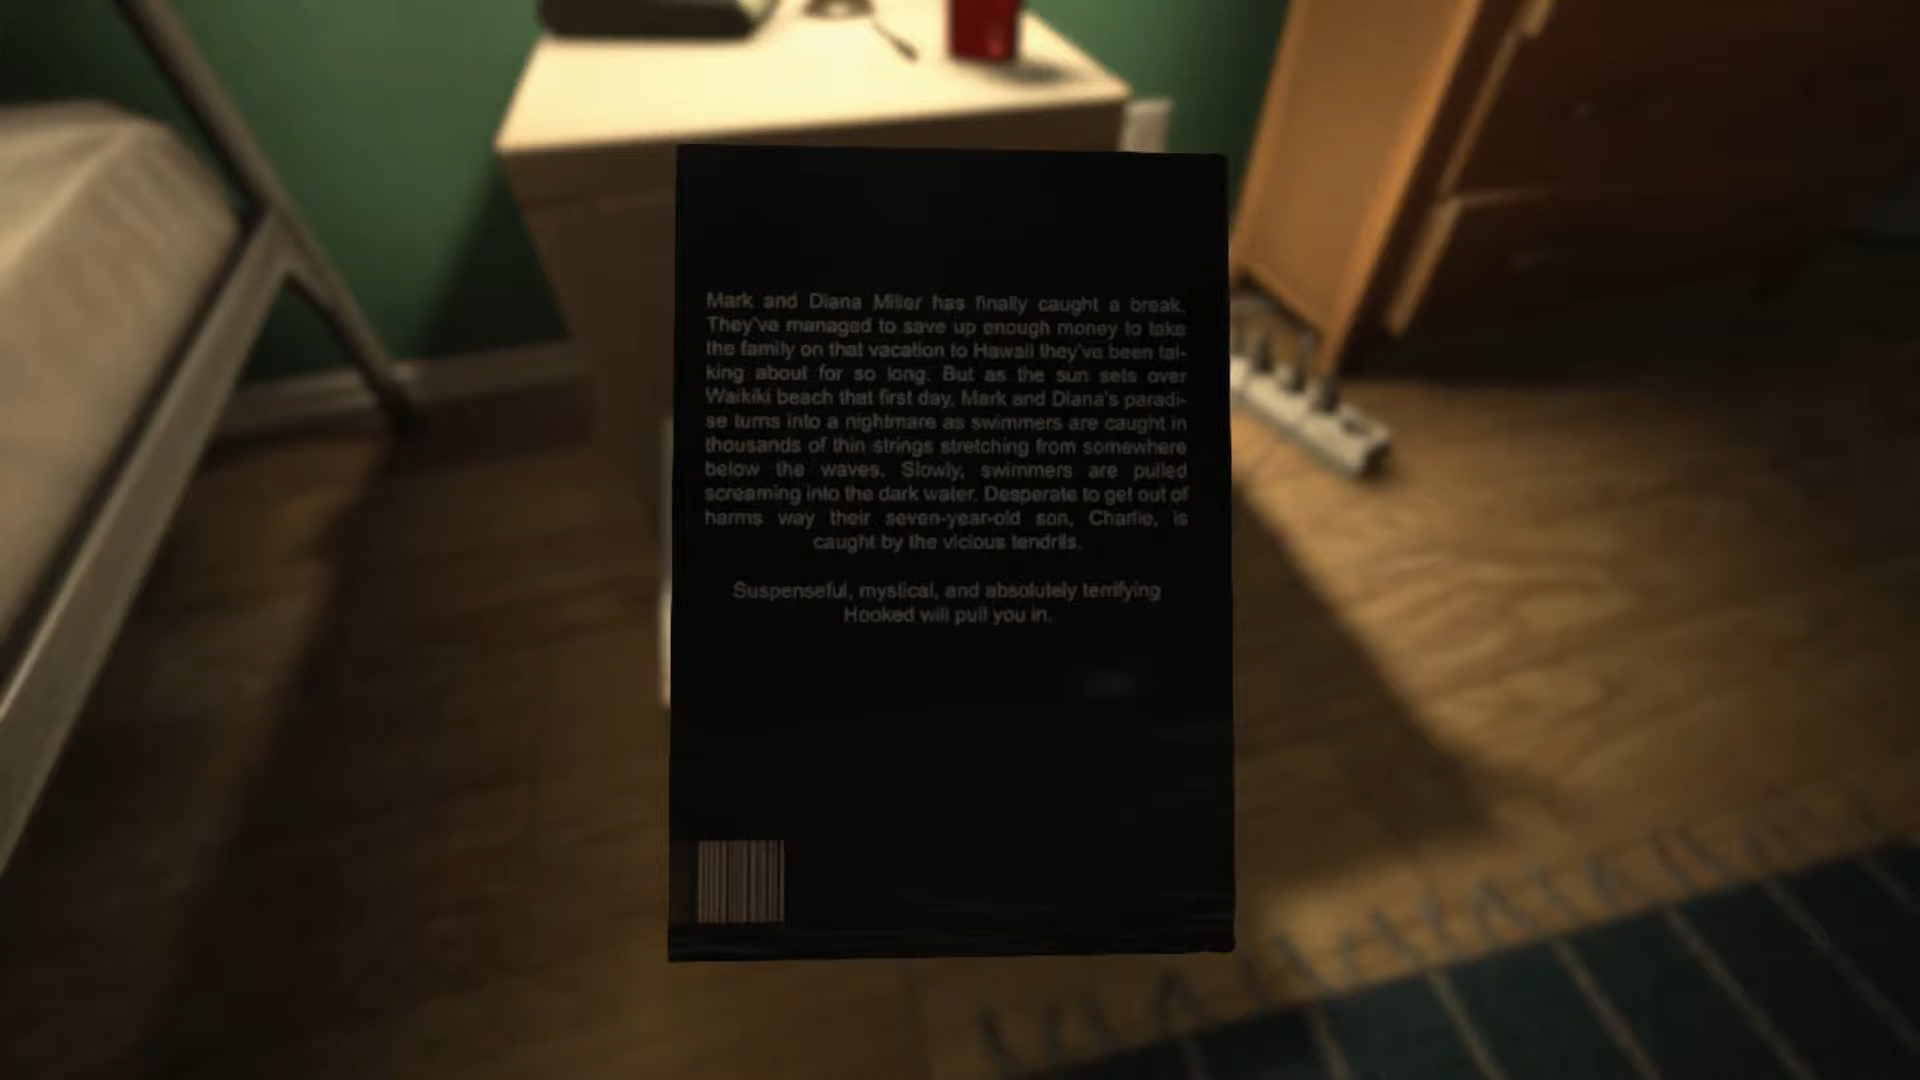 Mark and Diana Miller has finally caught a break.
They've managed to save up enough money to take
the family on that vacation to Hawaii they've been tal-
king about for so long. But as the sun sets over
Waikiki beach that first day, Mark and Diana's paradi-
se turns into a nightmare as swimmers are caught in
thousands of thin strings stretching from somewhere
below the waves. Slowly, swimmers are pulled
screaming into the dark water. Desperate to get out of
harms way their seven-year-old son, Charlie, is
caught by the vicious tendrils.
Suspenseful, mystical, and absolutely terrifying
Hooked will pull you in.